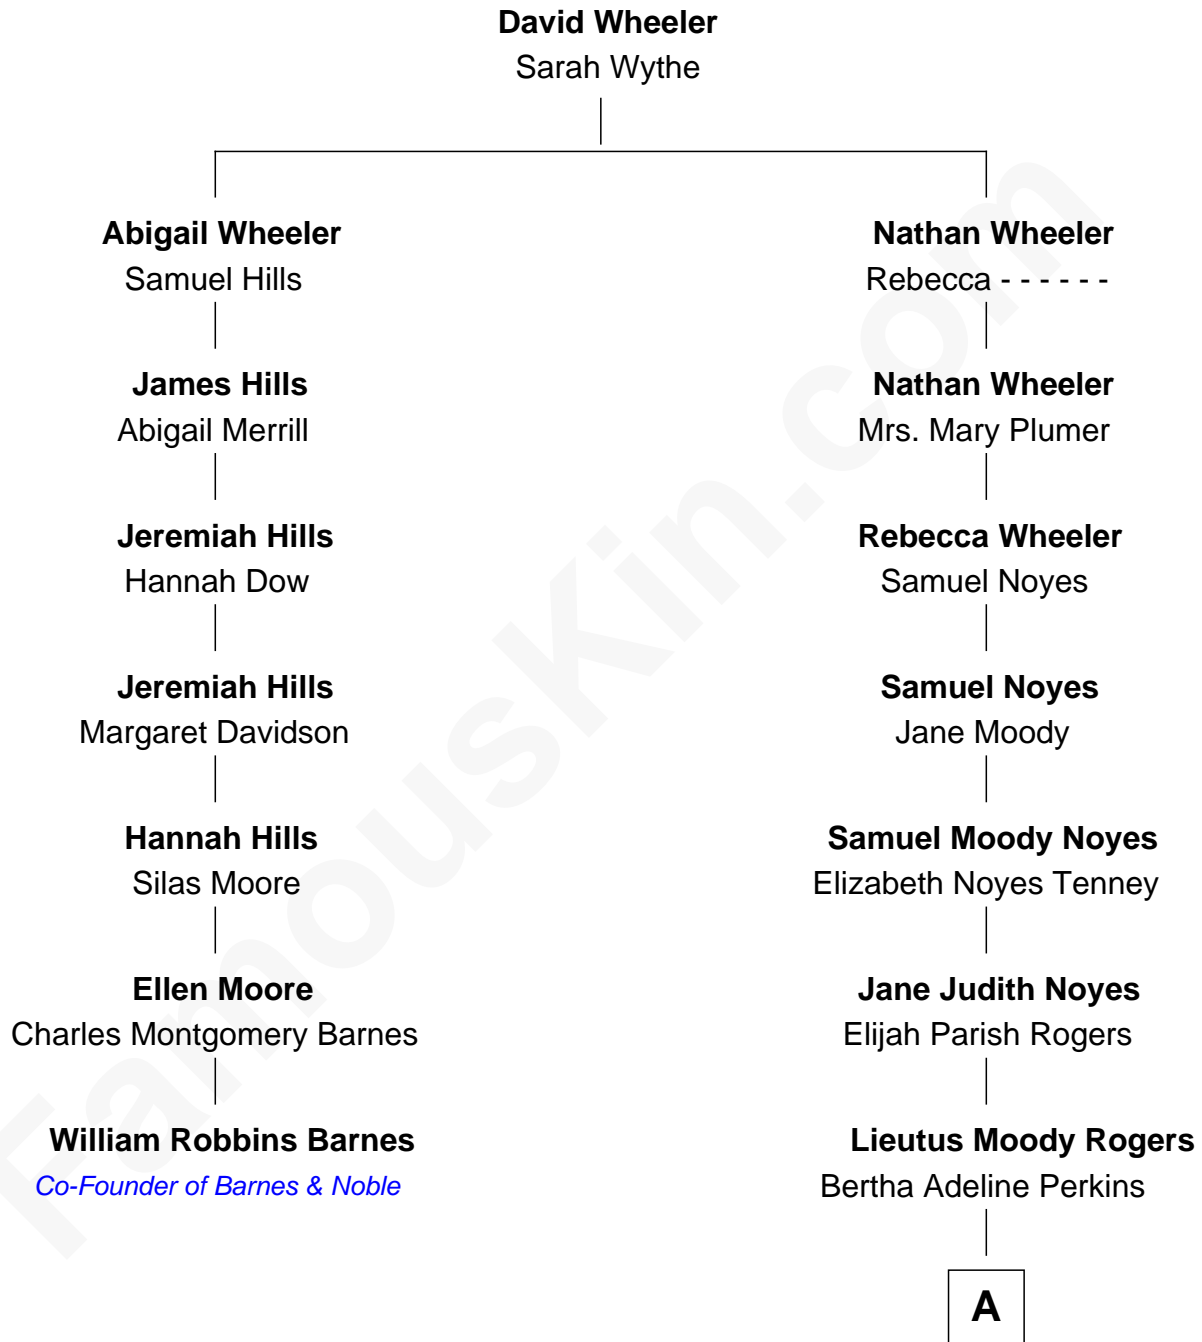 David Wheeler
Sarah Wythe
Abigail Wheeler
Samuel Hills
James Hills
Abigail Merrill
Jeremiah Hills
Hannah Dow
Jeremiah Hills
Margaret Davidson
Hannah Hills
Silas Moore
Ellen Moore
Charles Montgomery Barnes
William Robbins Barnes
Co-Founder of Barnes & Noble
Nathan Wheeler
Rebecca - - - - - -
Nathan Wheeler
Mrs. Mary Plumer
Rebecca Wheeler
Samuel Noyes
Samuel Noyes
Jane Moody
Samuel Moody Noyes
Elizabeth Noyes Tenney
Jane Judith Noyes
Elijah Parish Rogers
Lieutus Moody Rogers
Bertha Adeline Perkins
A
FamousKin.com